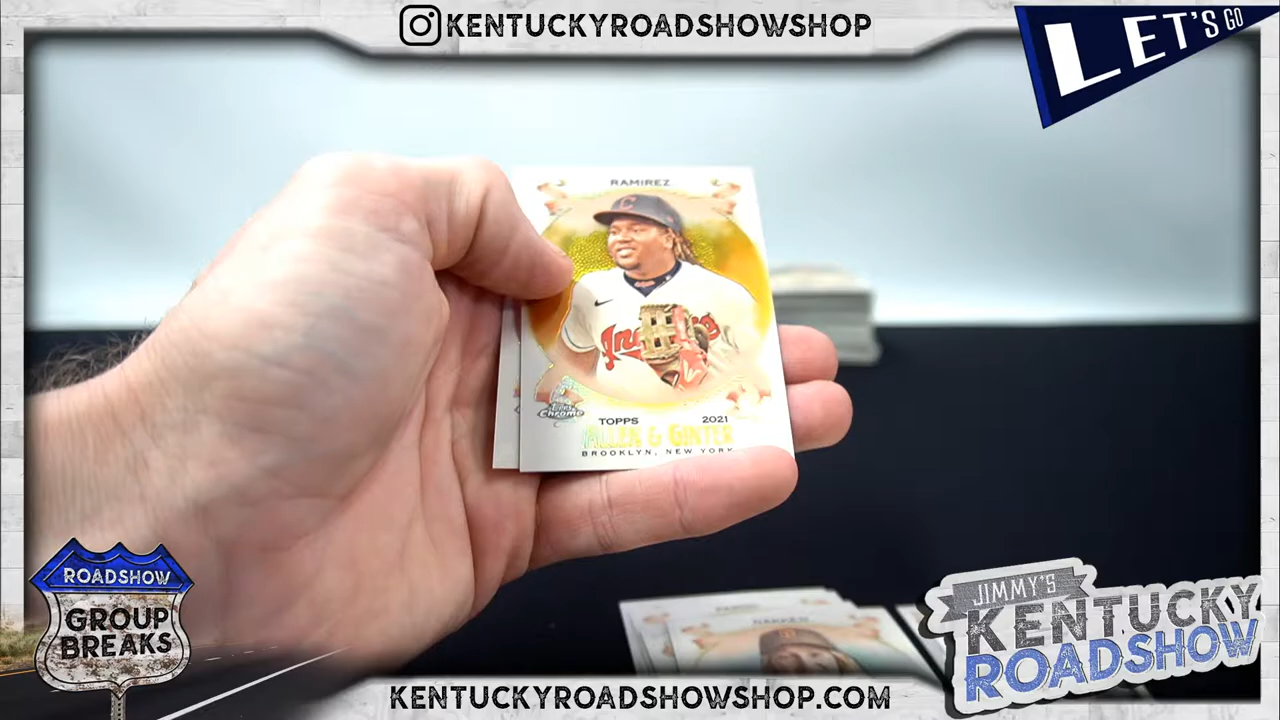 KENTUCKYROADSHOWSHOP
LET'S GO
RAMIREZ
C
Topps
Chrome
TOPPS 2021
ALLEN & GINTER
BROOKLYN, NEW YORK
ROADSHOW
GROUP
BREAKS
JIMMY'S
KENTUCKY
ROADSHOW
KENTUCKYROADSHOWSHOP.COM